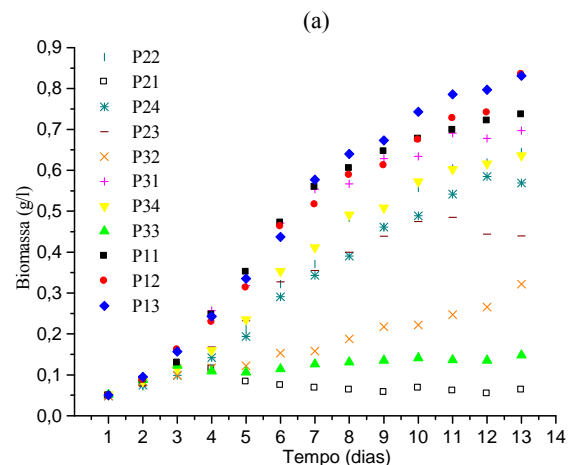 (a)
Biomassa (g/l)
0,9
0,8
0,7
0,6
0,5
0,4
0,3
0,2
0,1
0,0
P22
P21
P24
P23
P32
P31
P34
P33
P11
P12
P13
1 2 3 4 5 6 7 8 9 10 11 12 13 14
Tempo (dias)